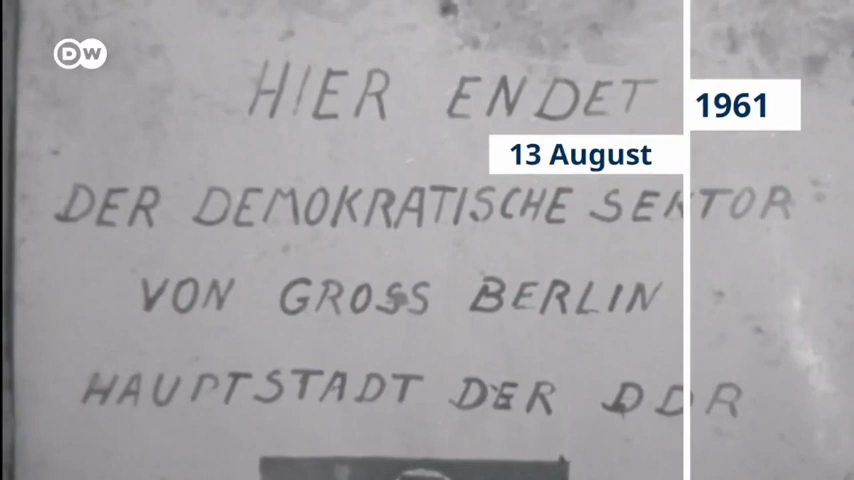 DW
HIER ENDET
1961
13 August
DER DEMOKRATISCHE SEKTOR
VON GROSS BERLIN
HAUPTSTADT DER DDR